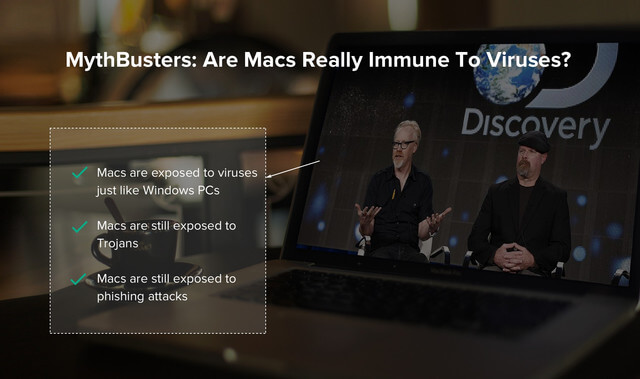 MythBusters: Are Macs Really Immune To Viruses?
Discovery
Macs are exposed to viruses
just like Windows PCs
Macs are still exposed to
Trojans
Macs are still exposed to
phishing attacks